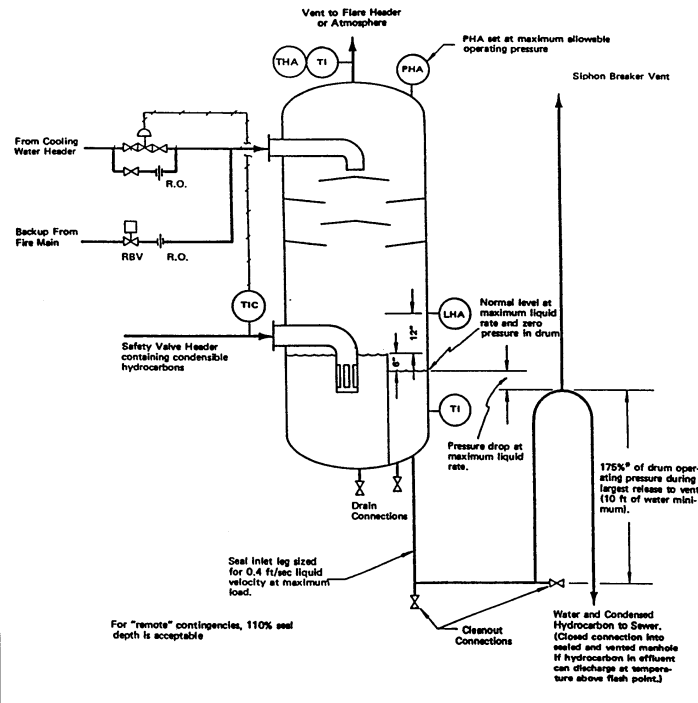 Vent to Flare Header
or Atmosphere
THA
TI
PHA
PHA set at maximum allowable
operating pressure
Siphon Breaker Vent
From Cooling
Water Header
R.O.
Backup From
Fire Main
RBV
R.O.
TIC
Safety Valve Header
containing condensible
hydrocarbons
LHA
12"
6"
Normal level at
maximum liquid
rate and zero
pressure in drum
TI
Pressure drop at
maximum liquid
rate.
175%* of drum oper-
ating pressure during
largest release to vent
(10 ft of water mini-
mum).
Drain
Connections
Seal Inlet leg sized
for 0.4 ft/sec liquid
velocity at maximum
load.
For "remote" contingencies, 110% seal
depth is acceptable
Cleanout
Connections
Water and Condensed
Hydrocarbon to Sewer.
(Closed connection into
sealed and vented manhole
If hydrocarbon in effluent
can discharge at tempera-
ture above flash point.)